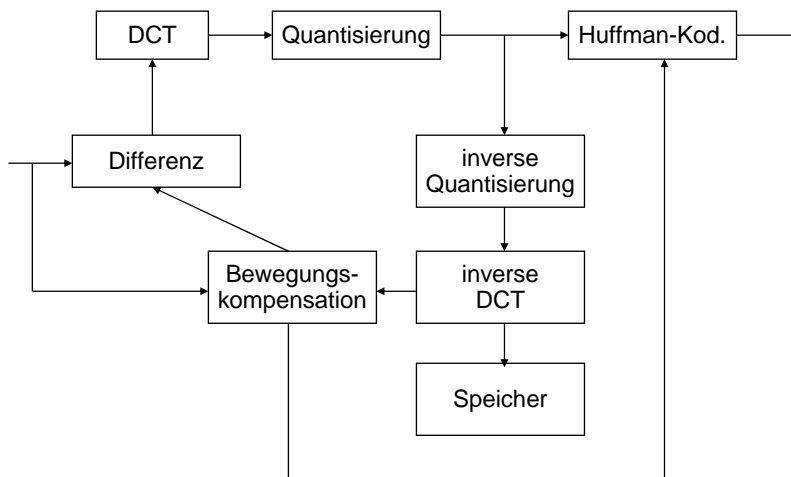 DCT
Quantisierung
Huffman-Kod.
Differenz
inverse
Quantisierung
Bewegungs-
kompensation
inverse
DCT
Speicher